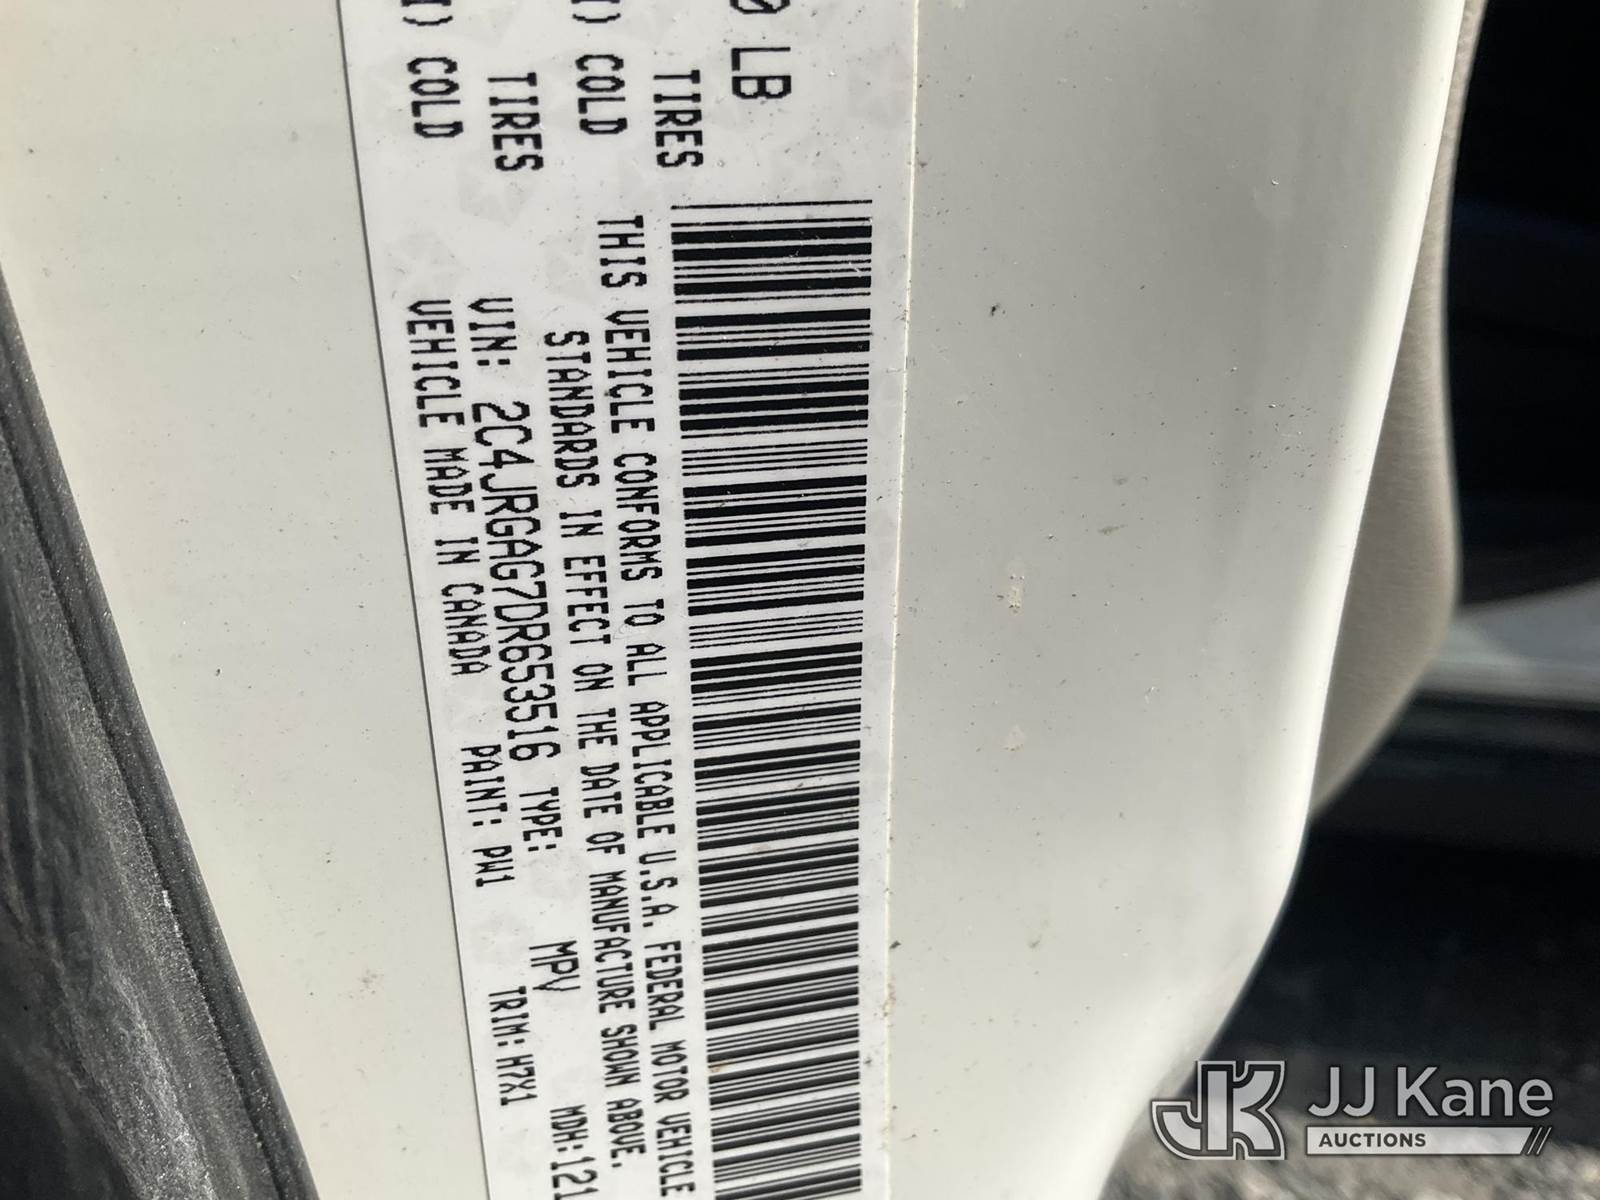 0 LB
TIRES
I) COLD
TIRES
I) COLD
THIS VEHICLE CONFORMS TO ALL APPLICABLE U.S.A. FEDERAL MOTOR VEHICLE
STANDARDS IN EFFECT ON THE DATE OF MANUFACTURE SHOWN ABOVE.
VIN: 2C4JRGAG7DR653516 TYPE: MPV MDH:121
VEHICLE MADE IN CANADA PAINT: PW1 TRIM: H7X1
JK JJ Kane
AUCTIONS